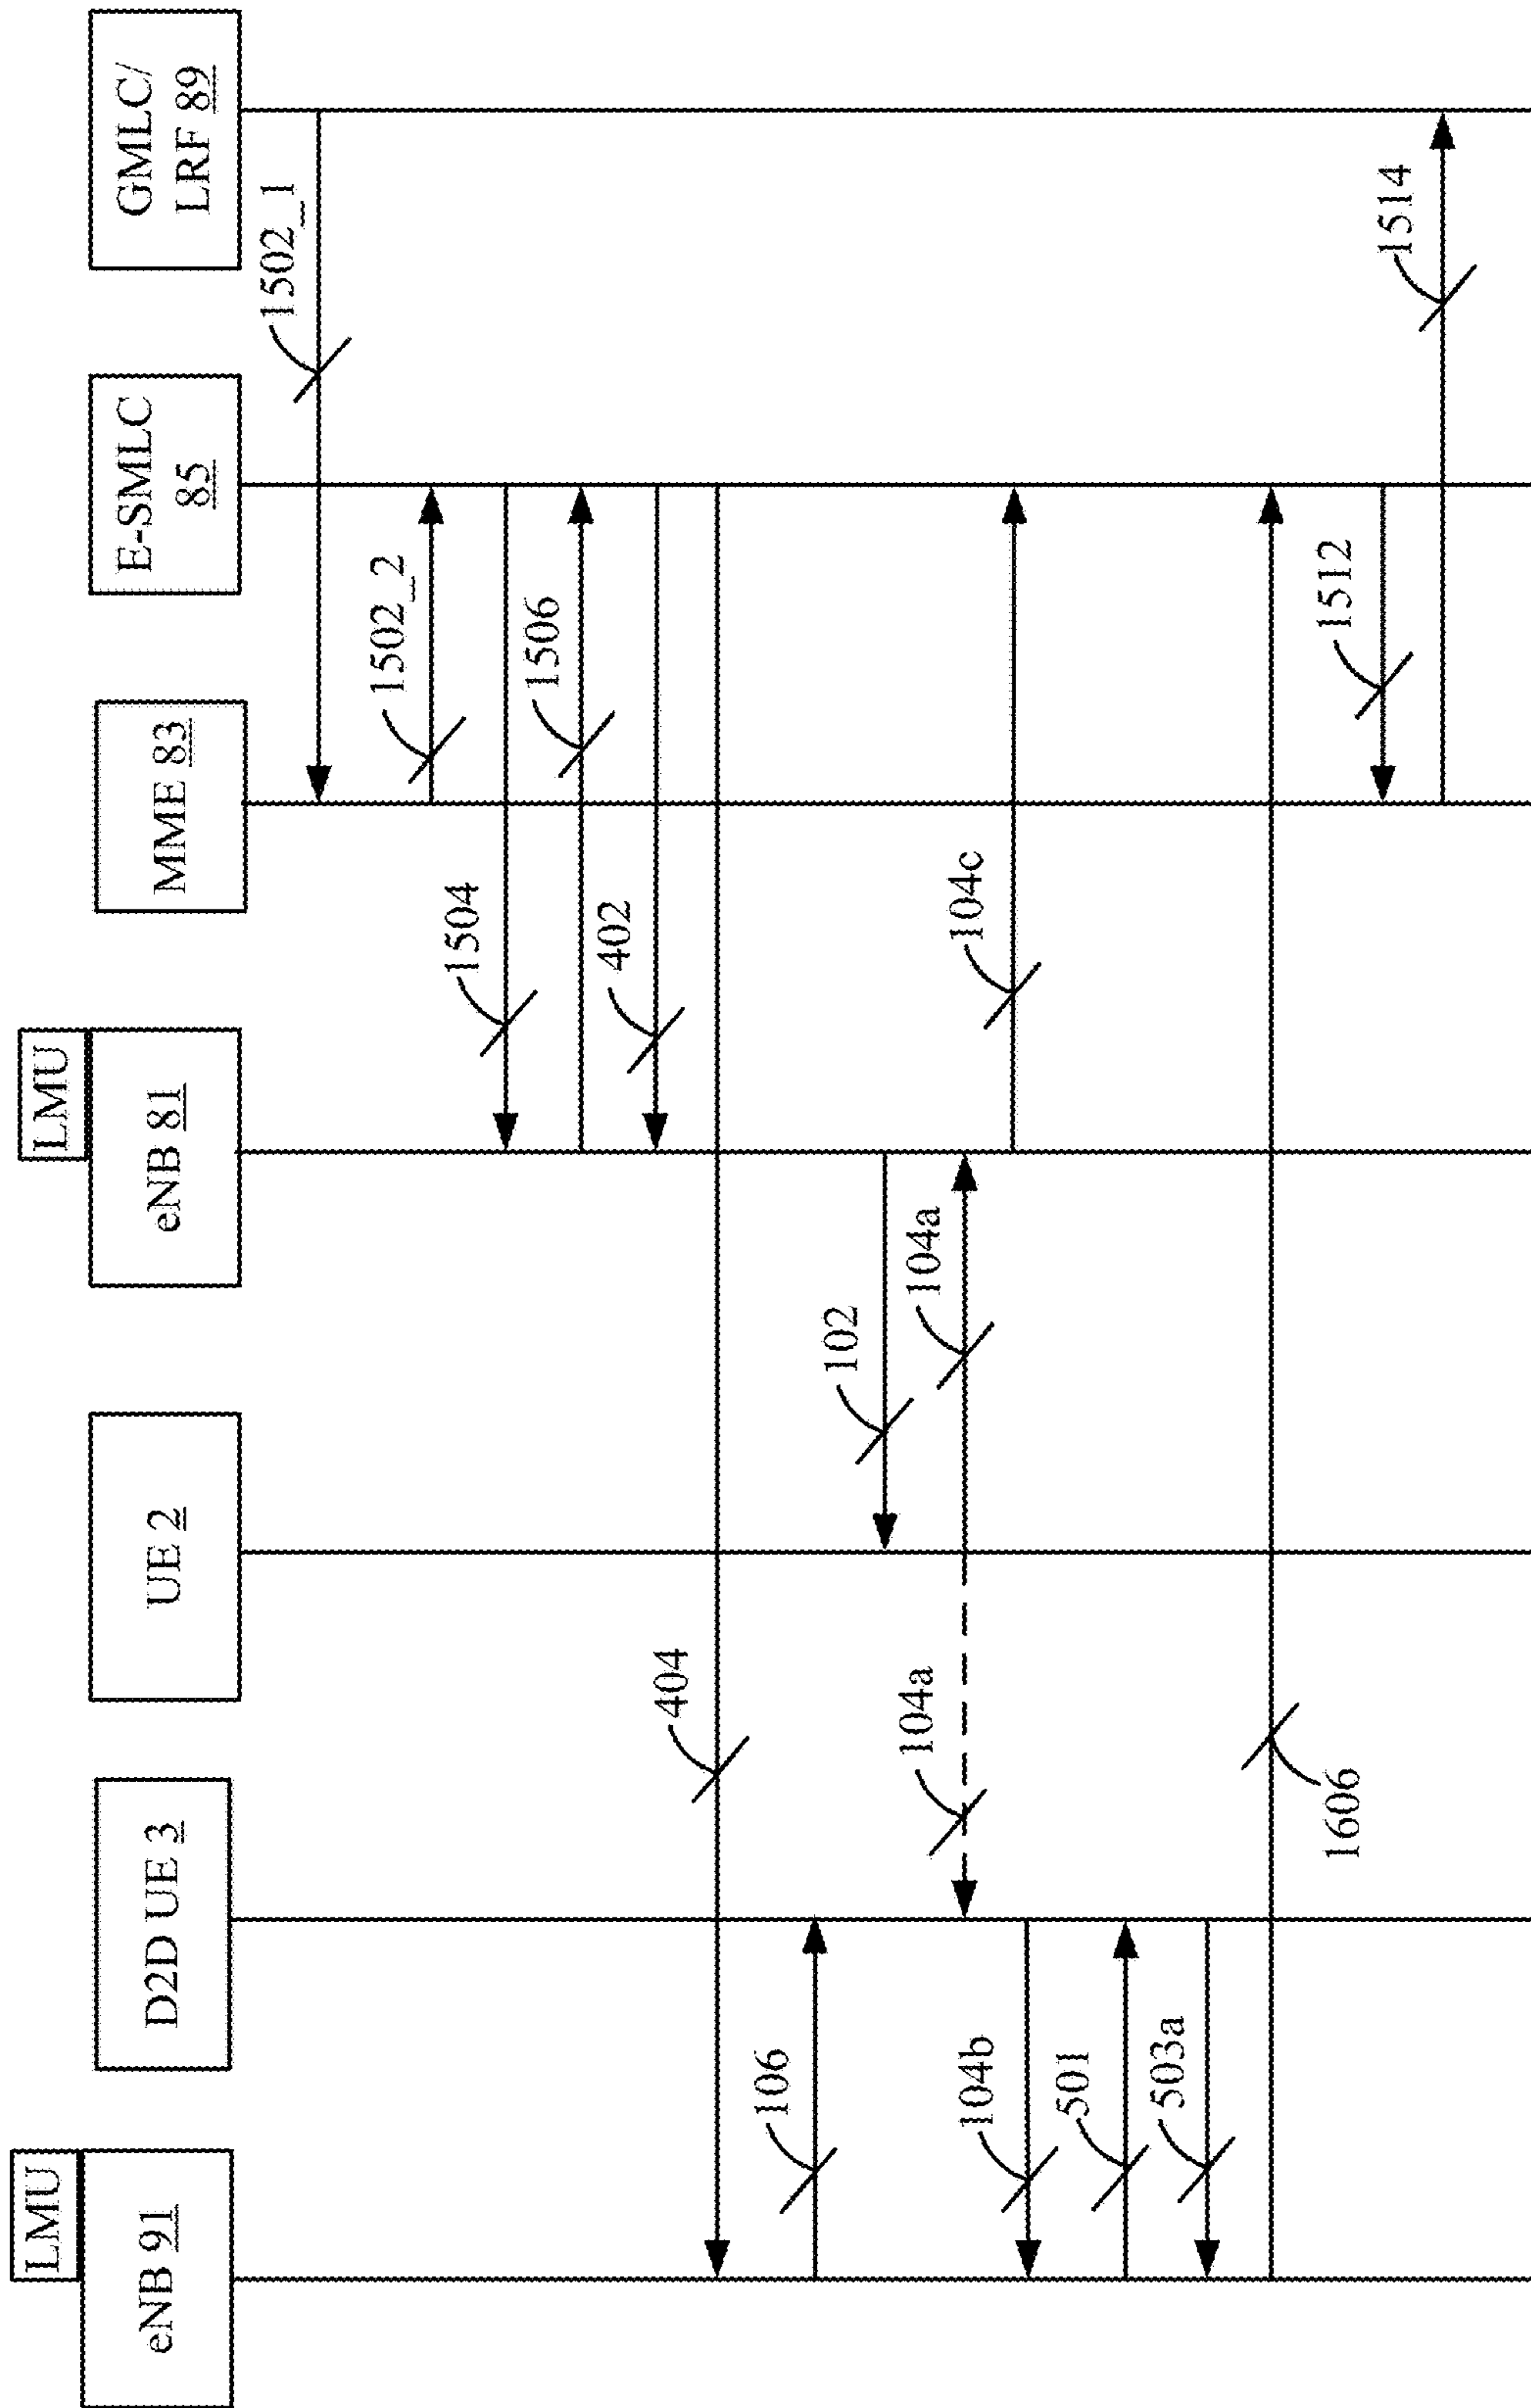 LMU
LMU
eNB 91
D2D UE 3
UE 2
eNB 81
MME 83
E-SMLC
85
GMLC/
LRF 89
1502_1
1502_2
1504
1506
402
404
106
102
104a
104a
104b
104c
501
503a
1606
1512
1514